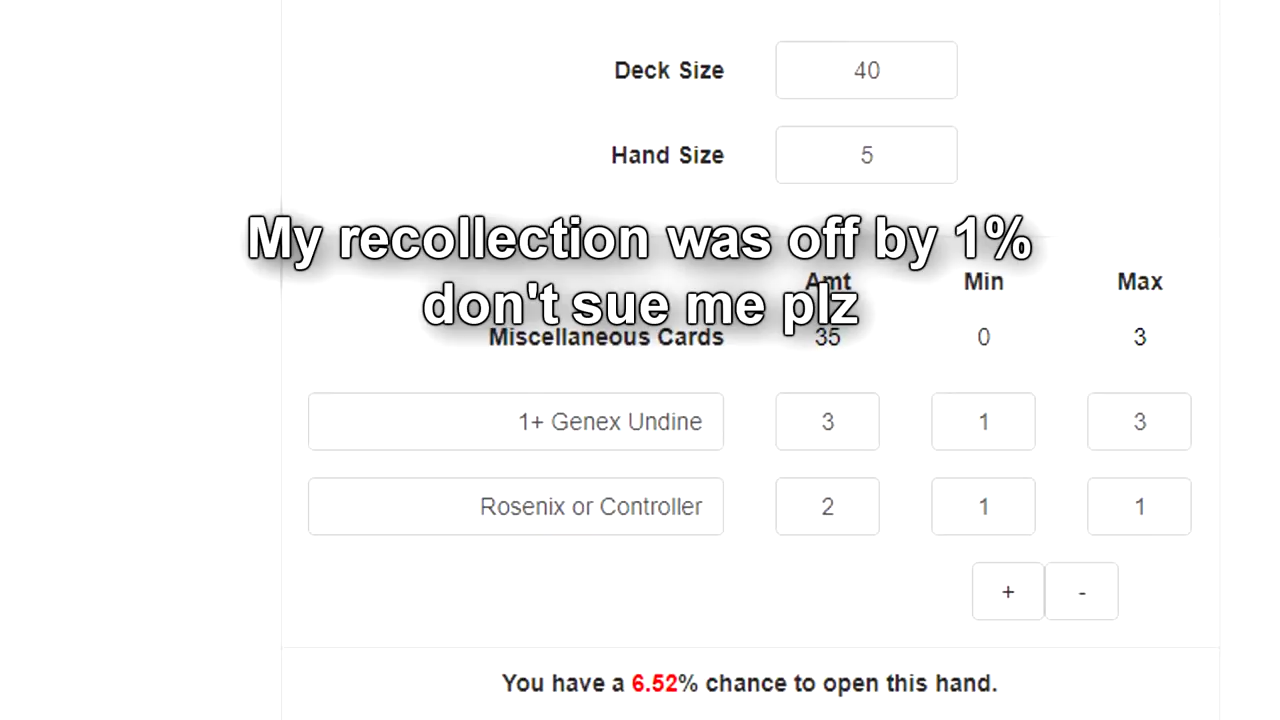 Deck Size 40
Hand Size 5
My recollection was off by 1%
don't sue me plz
Amt Min Max
Miscellaneous Cards 35 0 3
1+ Genex Undine 3 1 3
Rosenix or Controller 2 1 1
+ -
You have a 6.52% chance to open this hand.